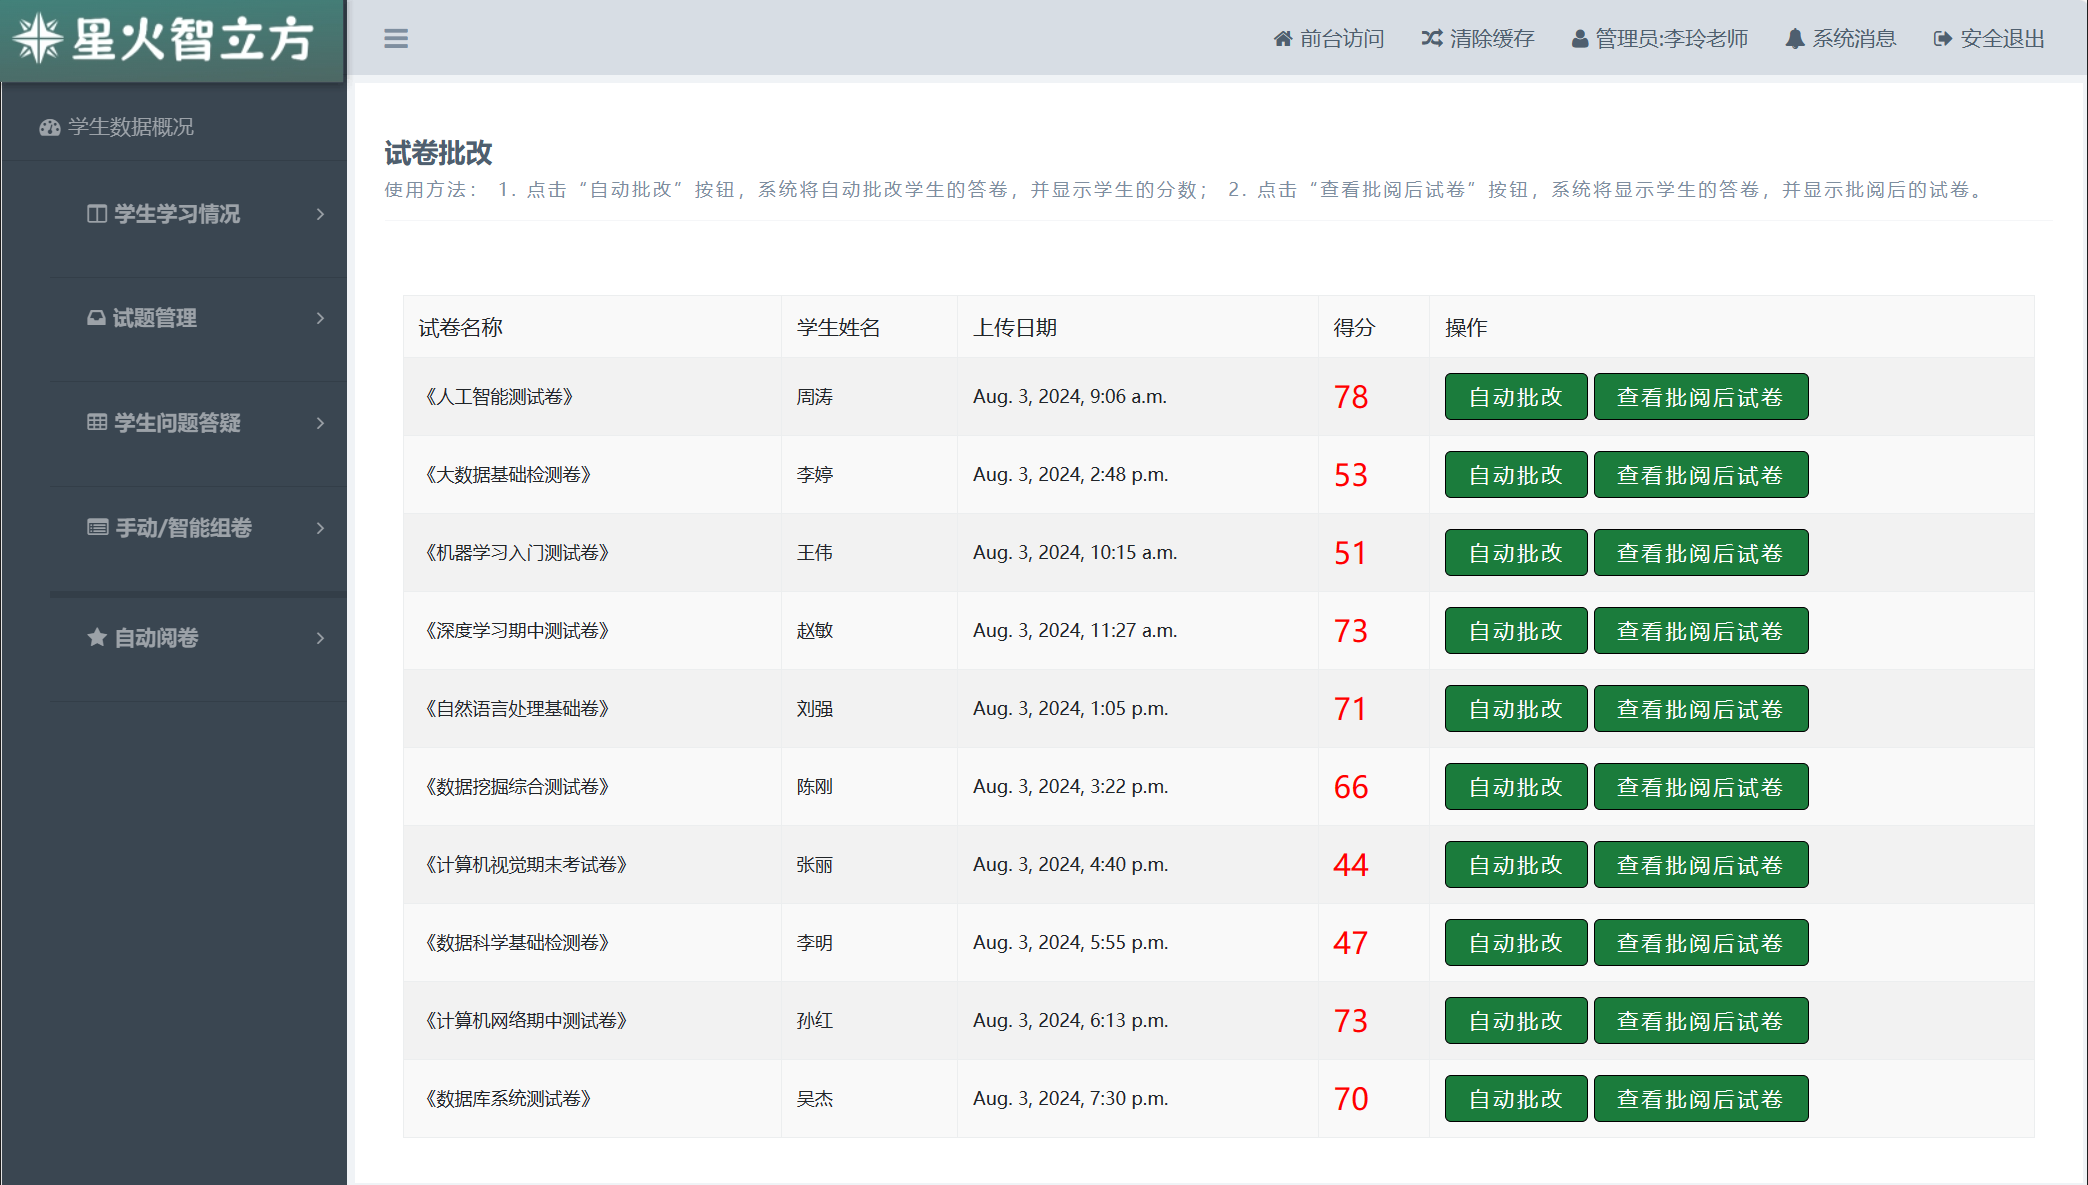 星火智立方
前台访问 清除缓存 管理员:李玲老师 系统消息 安全退出
学生数据概况
学生学习情况
试题管理
学生问题答疑
手动/智能组卷
自动阅卷
试卷批改
使用方法： 1. 点击“自动批改”按钮，系统将自动批改学生的答卷，并显示学生的分数； 2. 点击“查看批阅后试卷”按钮，系统将显示学生的答卷，并显示批阅后的试卷。
试卷名称 学生姓名 上传日期 得分 操作
《人工智能测试卷》 周涛 Aug. 3, 2024, 9:06 a.m. 78 自动批改 查看批阅后试卷
《大数据基础检测卷》 李婷 Aug. 3, 2024, 2:48 p.m. 53 自动批改 查看批阅后试卷
《机器学习入门测试卷》 王伟 Aug. 3, 2024, 10:15 a.m. 51 自动批改 查看批阅后试卷
《深度学习期中测试卷》 赵敏 Aug. 3, 2024, 11:27 a.m. 73 自动批改 查看批阅后试卷
《自然语言处理基础卷》 刘强 Aug. 3, 2024, 1:05 p.m. 71 自动批改 查看批阅后试卷
《数据挖掘综合测试卷》 陈刚 Aug. 3, 2024, 3:22 p.m. 66 自动批改 查看批阅后试卷
《计算机视觉期末考试卷》 张丽 Aug. 3, 2024, 4:40 p.m. 44 自动批改 查看批阅后试卷
《数据科学基础检测卷》 李明 Aug. 3, 2024, 5:55 p.m. 47 自动批改 查看批阅后试卷
《计算机网络期中测试卷》 孙红 Aug. 3, 2024, 6:13 p.m. 73 自动批改 查看批阅后试卷
《数据库系统测试卷》 吴杰 Aug. 3, 2024, 7:30 p.m. 70 自动批改 查看批阅后试卷